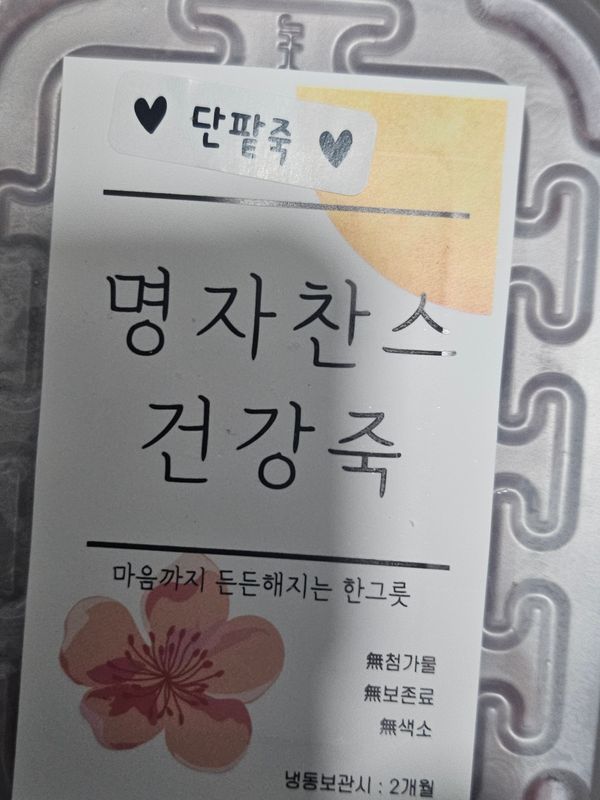 ♥ 단팥죽 ♥
명자찬스
건강죽
마음까지 든든해지는 한그릇
無첨가물
無보존료
無색소
냉동보관시 : 2개월